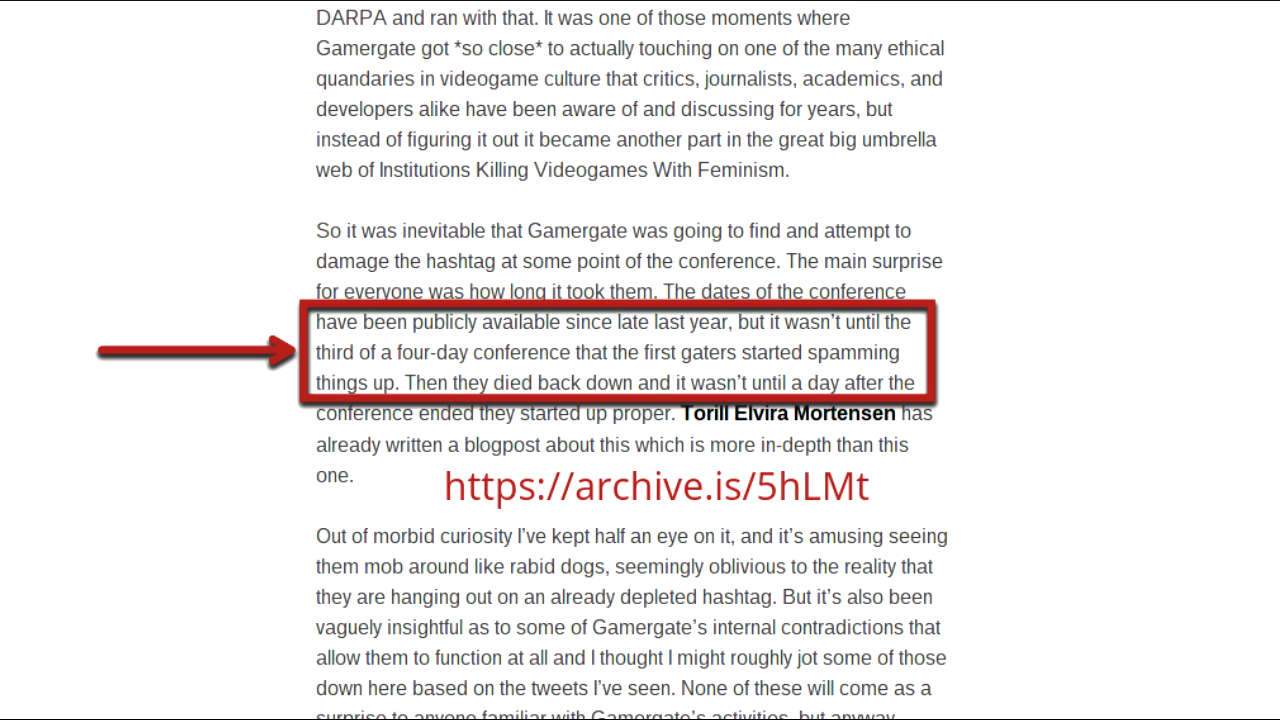 DARPA and ran with that. It was one of those moments where
Gamergate got *so close* to actually touching on one of the many ethical
quandaries in videogame culture that critics, journalists, academics, and
developers alike have been aware of and discussing for years, but
instead of figuring it out it became another part in the great big umbrella
web of Institutions Killing Videogames With Feminism.
So it was inevitable that Gamergate was going to find and attempt to
damage the hashtag at some point of the conference. The main surprise
for everyone was how long it took them. The dates of the conference
have been publicly available since late last year, but it wasn’t until the
third of a four-day conference that the first gaters started spamming
things up. Then they died back down and it wasn’t until a day after the
conference ended they started up proper. Torill Elvira Mortensen has
already written a blogpost about this which is more in-depth than this
one.
https://archive.is/5hLMt
Out of morbid curiosity I’ve kept half an eye on it, and it’s amusing seeing
them mob around like rabid dogs, seemingly oblivious to the reality that
they are hanging out on an already depleted hashtag. But it’s also been
vaguely insightful as to some of Gamergate’s internal contradictions that
allow them to function at all and I thought I might roughly jot some of those
down here based on the tweets I’ve seen. None of these will come as a
surprise to anyone familiar with Gamergate’s activities, but anyway